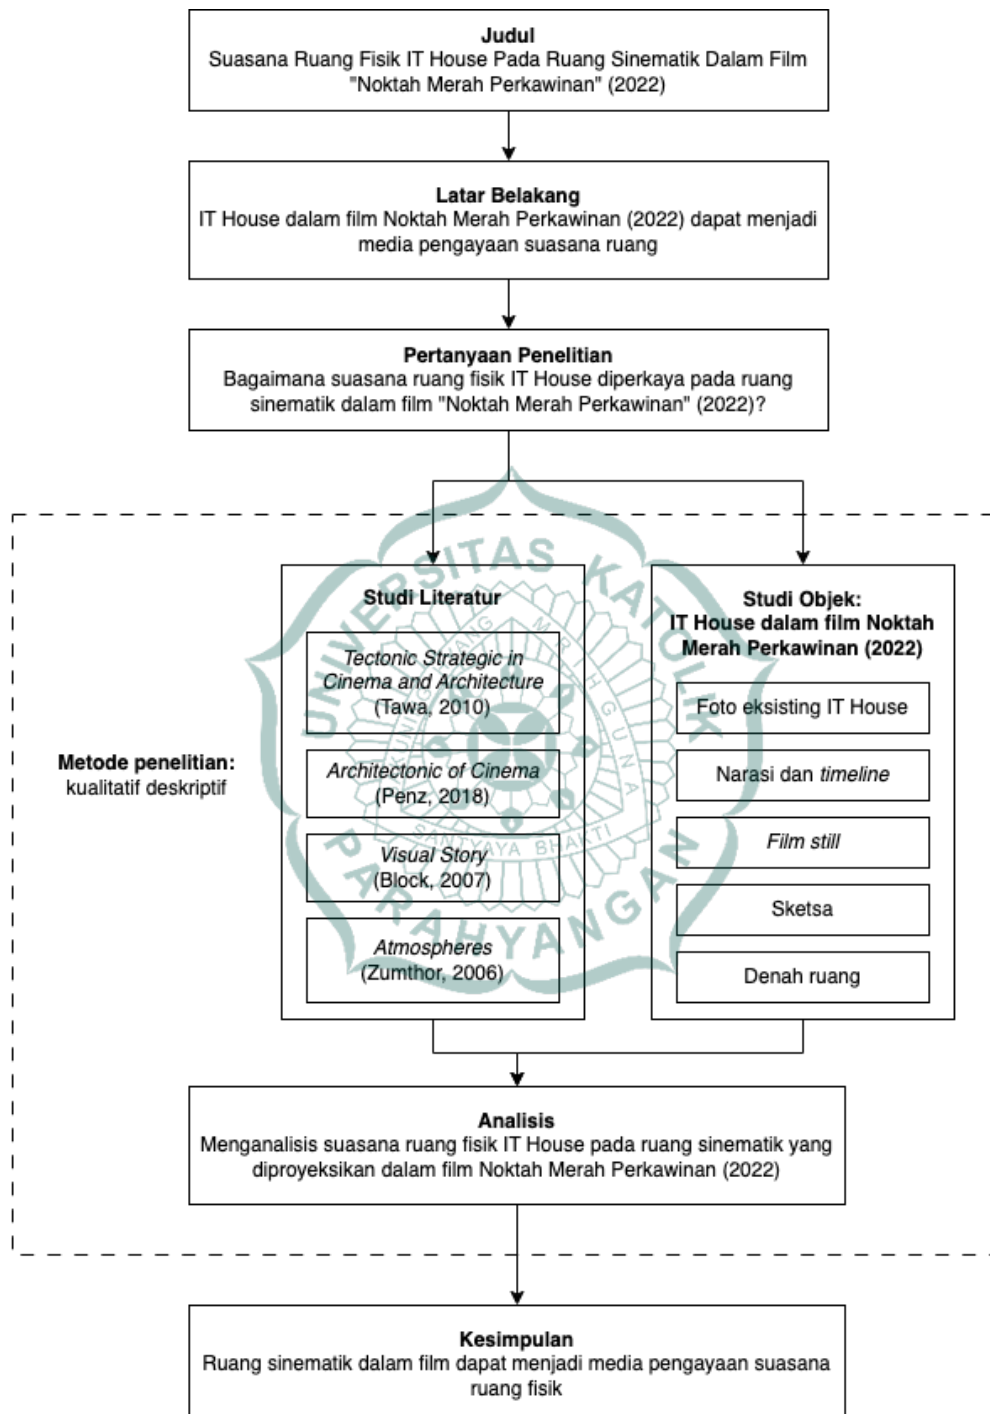 Judul
Suasana Ruang Fisik IT House Pada Ruang Sinematik Dalam Film
"Noktah Merah Perkawinan" (2022)
Latar Belakang
IT House dalam film Noktah Merah Perkawinan (2022) dapat menjadi
media pengayaan suasana ruang
Pertanyaan Penelitian
Bagaimana suasana ruang fisik IT House diperkaya pada ruang
sinematik dalam film "Noktah Merah Perkawinan" (2022)?
UNIVERSITAS KATOLIK
PARAHYANGAN
SANTYAYA BHAKTI
Metode penelitian:
kualitatif deskriptif
Studi Literatur
Tectonic Strategic in
Cinema and Architecture
(Tawa, 2010)
Architectonic of Cinema
(Penz, 2018)
Visual Story
(Block, 2007)
Atmospheres
(Zumthor, 2006)
Studi Objek:
IT House dalam film Noktah
Merah Perkawinan (2022)
Foto eksisting IT House
Narasi dan timeline
Film still
Sketsa
Denah ruang
Analisis
Menganalisis suasana ruang fisik IT House pada ruang sinematik yang
diproyeksikan dalam film Noktah Merah Perkawinan (2022)
Kesimpulan
Ruang sinematik dalam film dapat menjadi media pengayaan suasana
ruang fisik